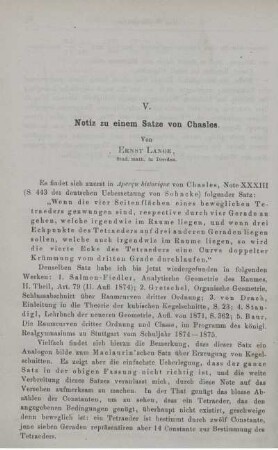 V.
Notiz zu einem Satze von Chasles.
Von
Ernst Lange,
Stud. math. in Dresden.
Es findet sich zuerst in Aperçu historique von Chasles, Note XXXIII
(S. 443 der deutschen Uebersetzung von Sohncke) folgender Satz:
„Wenn die vier Seitenflächen eines beweglichen Te-
traeders gezwungen sind, respective durch vier Geraden zu
gehen, welche irgendwie im Raume liegen, und wenn drei
Eckpunkte des Tetraeders auf drei anderen Geraden liegen
sollen, welche auch irgendwie im Raume liegen, so wird
die vierte Ecke des Tetraeders eine Curve doppelter
Krümmung vom dritten Grade durchlaufen."
Denselben Satz habe ich bis jetzt wiedergefunden in folgenden
Werken: 1. Salmon-Fiedler, Analytische Geometrie des Raumes,
II. Theil, Art. 79 (II. Aufl. 1874); 2. Gretschel, Organische Geometrie,
Schlussabschnitt über Raumcurven dritter Ordnung; 3. von Drach,
Einleitung in die Theorie der kubischen Kegelschnitte, S. 23; 4. Stau-
digl, Lehrbuch der neueren Geometrie, Aufl. von 1871, S. 362; 5. Baur,
Die Raumcurven dritter Ordnung und Classe, im Programm des königl.
Realgymnasiums zu Stuttgart vom Schuljahr 1874–1875.
Vielfach findet sich hierzu die Bemerkung, dass dieser Satz ein
Analogon bilde zum Maclaurin'schen Satz über Erzeugung von Kegel-
schnitten. Es zeigt aber die einfachste Ueberlegung, dass der ganze
Satz in der obigen Fassung nicht richtig ist, und die weite
Verbreitung dieses Satzes veranlasst mich, durch diese Note auf das
Versehen aufmerksam zu machen. In der That genügt das blosse Ab-
zählen der Constanten, um zu sehen, dass ein Tetraeder, das den
angegebenen Bedingungen genügt, überhaupt nicht existirt, geschweige
denn beweglich ist: ein Tetraeder ist bestimmt durch zwölf Constante,
jene sieben Geraden repräsentiren aber 14 Constante zur Bestimmung des
Tetraeders.